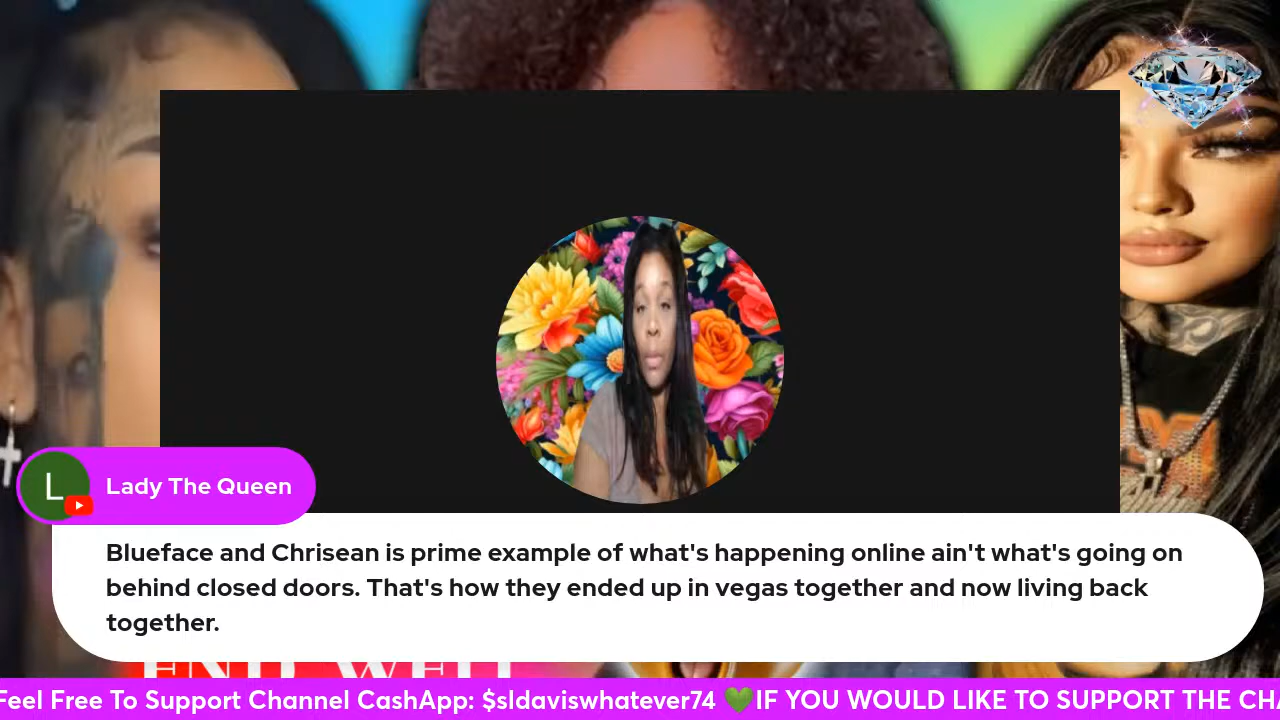 L
Lady The Queen
Blueface and Chrisean is prime example of what's happening online ain't what's going on
behind closed doors. That's how they ended up in vegas together and now living back
together.
END WELL
Feel Free To Support Channel CashApp: $sldaviswhatever74 💚IF YOU WOULD LIKE TO SUPPORT THE CHA